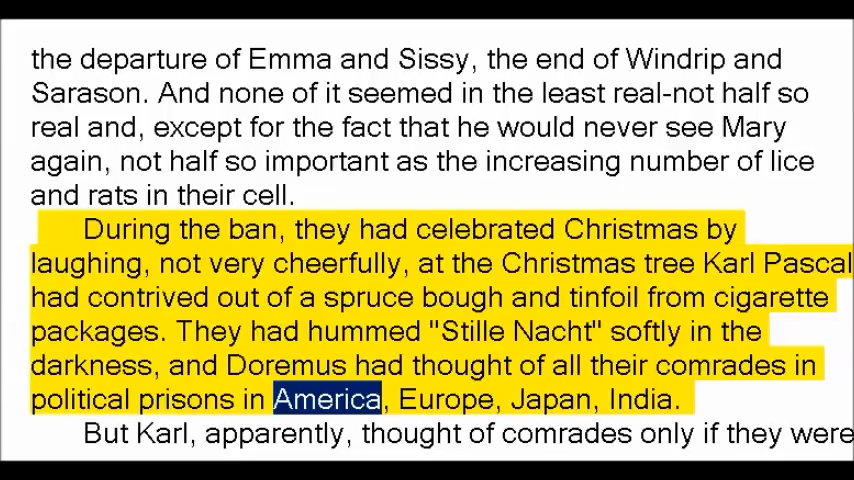 the departure of Emma and Sissy, the end of Windrip and
Sarason. And none of it seemed in the least real-not half so
real and, except for the fact that he would never see Mary
again, not half so important as the increasing number of lice
and rats in their cell.
During the ban, they had celebrated Christmas by
laughing, not very cheerfully, at the Christmas tree Karl Pascal
had contrived out of a spruce bough and tinfoil from cigarette
packages. They had hummed "Stille Nacht" softly in the
darkness, and Doremus had thought of all their comrades in
political prisons in America, Europe, Japan, India.
But Karl, apparently, thought of comrades only if they were